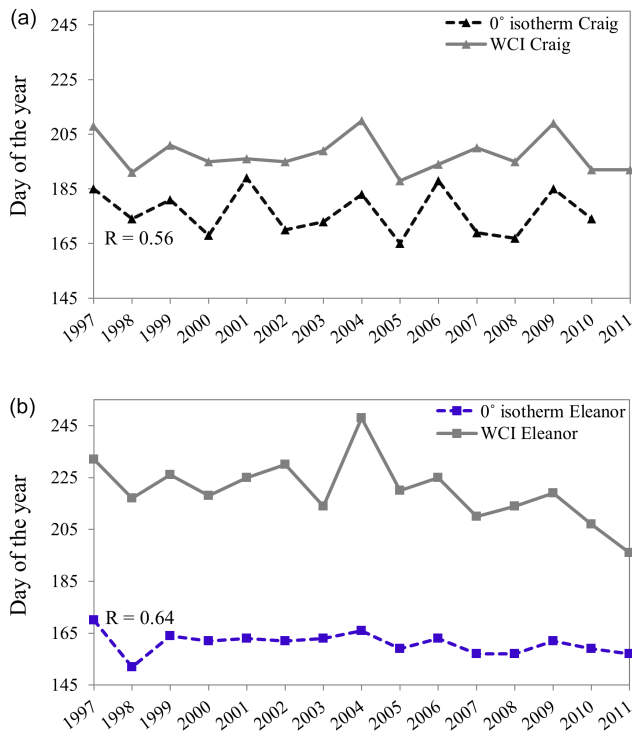 (a)
0˚ isotherm Craig
WCI Craig
Day of the year
245
225
205
185
165
145
R = 0.56
1997 1998 1999 2000 2001 2002 2003 2004 2005 2006 2007 2008 2009 2010 2011
(b)
0˚ isotherm Eleanor
WCI Eleanor
Day of the year
245
225
205
185
165
145
R = 0.64
1997 1998 1999 2000 2001 2002 2003 2004 2005 2006 2007 2008 2009 2010 2011